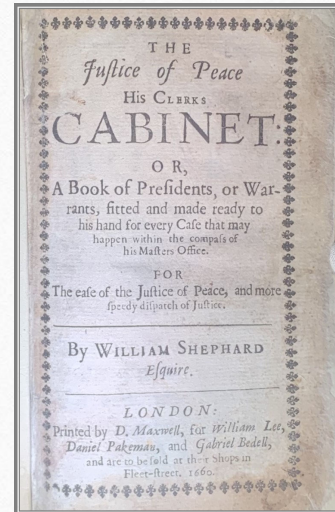 THE
Juſtice of Peace
His CLERKS
CABINET:
OR,
A Book of Preſidents, or War-
rants, fitted and made ready to
his hand for every Caſe that may
happen within the compaſs of
his Maſters Office.
FOR
The eaſe of the Juſtice of Peace, and more
ſpeedy diſpatch of Juſtice.
By WILLIAM SHEPHARD
Eſquire.
LONDON:
Printed by D. Maxwell, for William Lee,
Daniel Pakeman, and Gabriel Bedell,
and are to be ſold at their Shops in
Fleet-ſtreet. 1660.